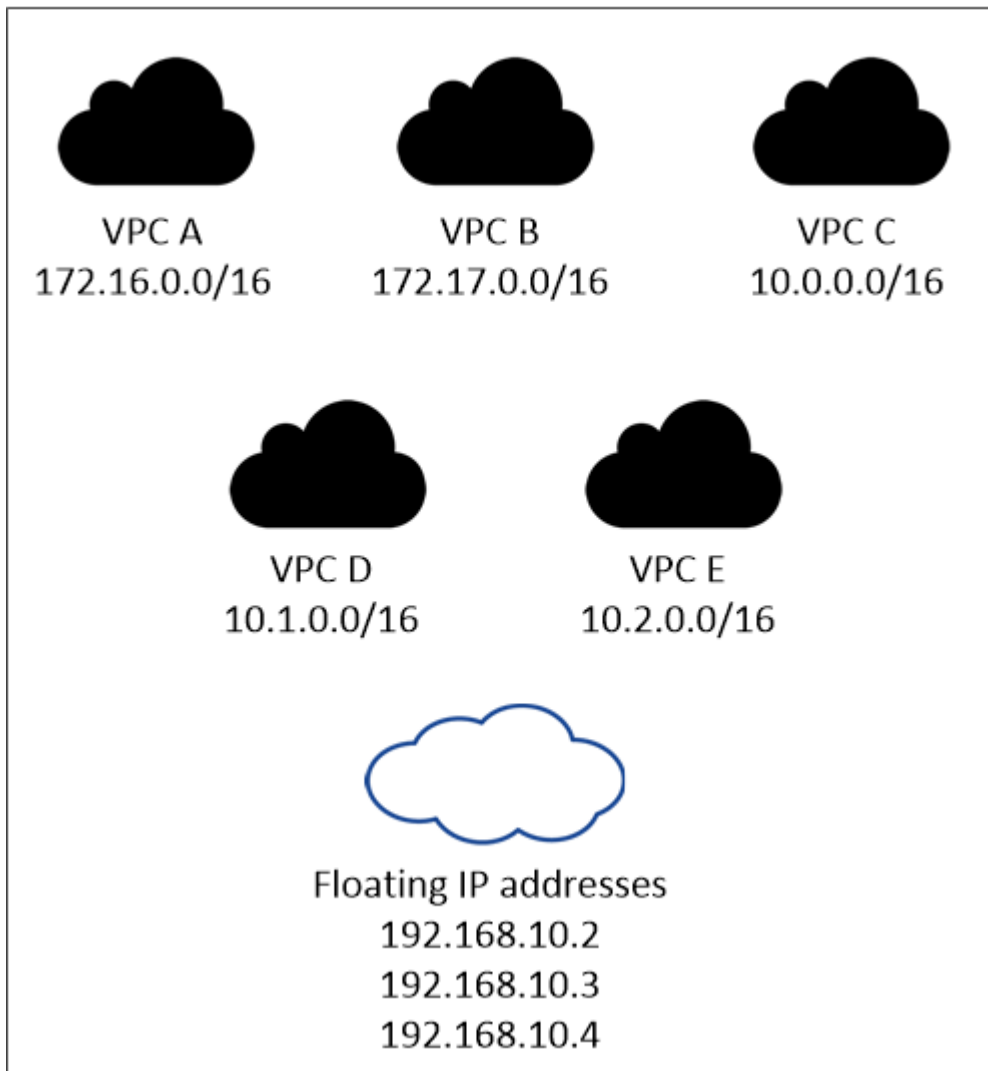 VPC A
172.16.0.0/16
VPC B
172.17.0.0/16
VPC C
10.0.0.0/16
VPC D
10.1.0.0/16
VPC E
10.2.0.0/16
Floating IP addresses
192.168.10.2
192.168.10.3
192.168.10.4